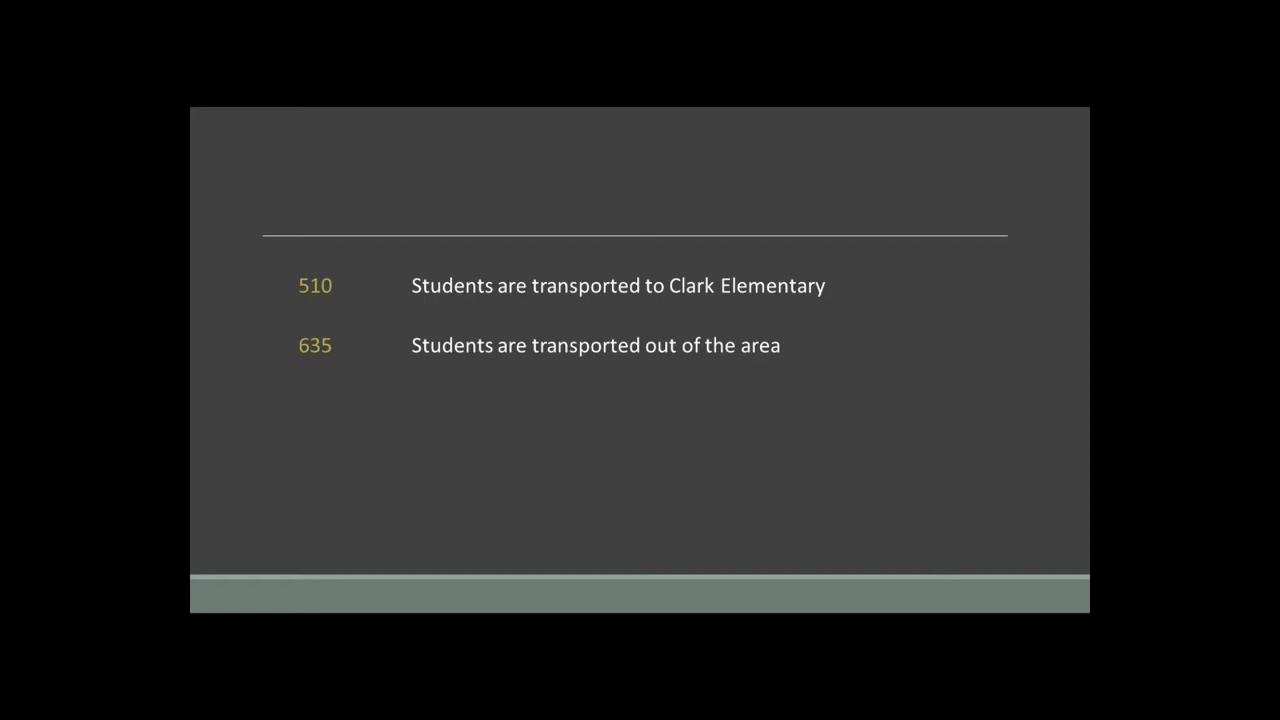 510 Students are transported to Clark Elementary
635 Students are transported out of the area